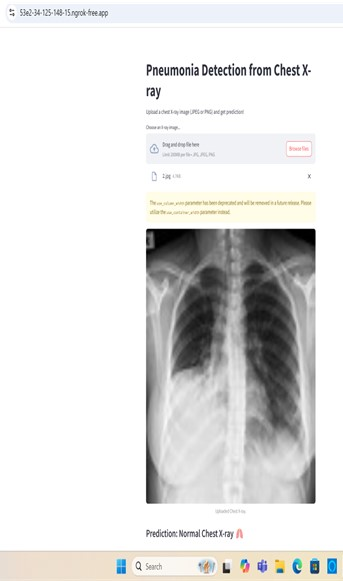 53e2-34-125-148-15.ngrok-free.app
Pneumonia Detection from Chest X-
ray
Upload a chest X-ray image (JPEG or PNG) and get prediction!
Choose an X-ray image...
Drag and drop file here
Limit 200MB per file • JPG, JPEG, PNG
Browse files
2.jpg
The use_column_width parameter has been deprecated and will be removed in a future release. Please
utilize the use_container_width parameter instead.
Uploaded Chest X-ray.
Prediction: Normal Chest X-ray
Search